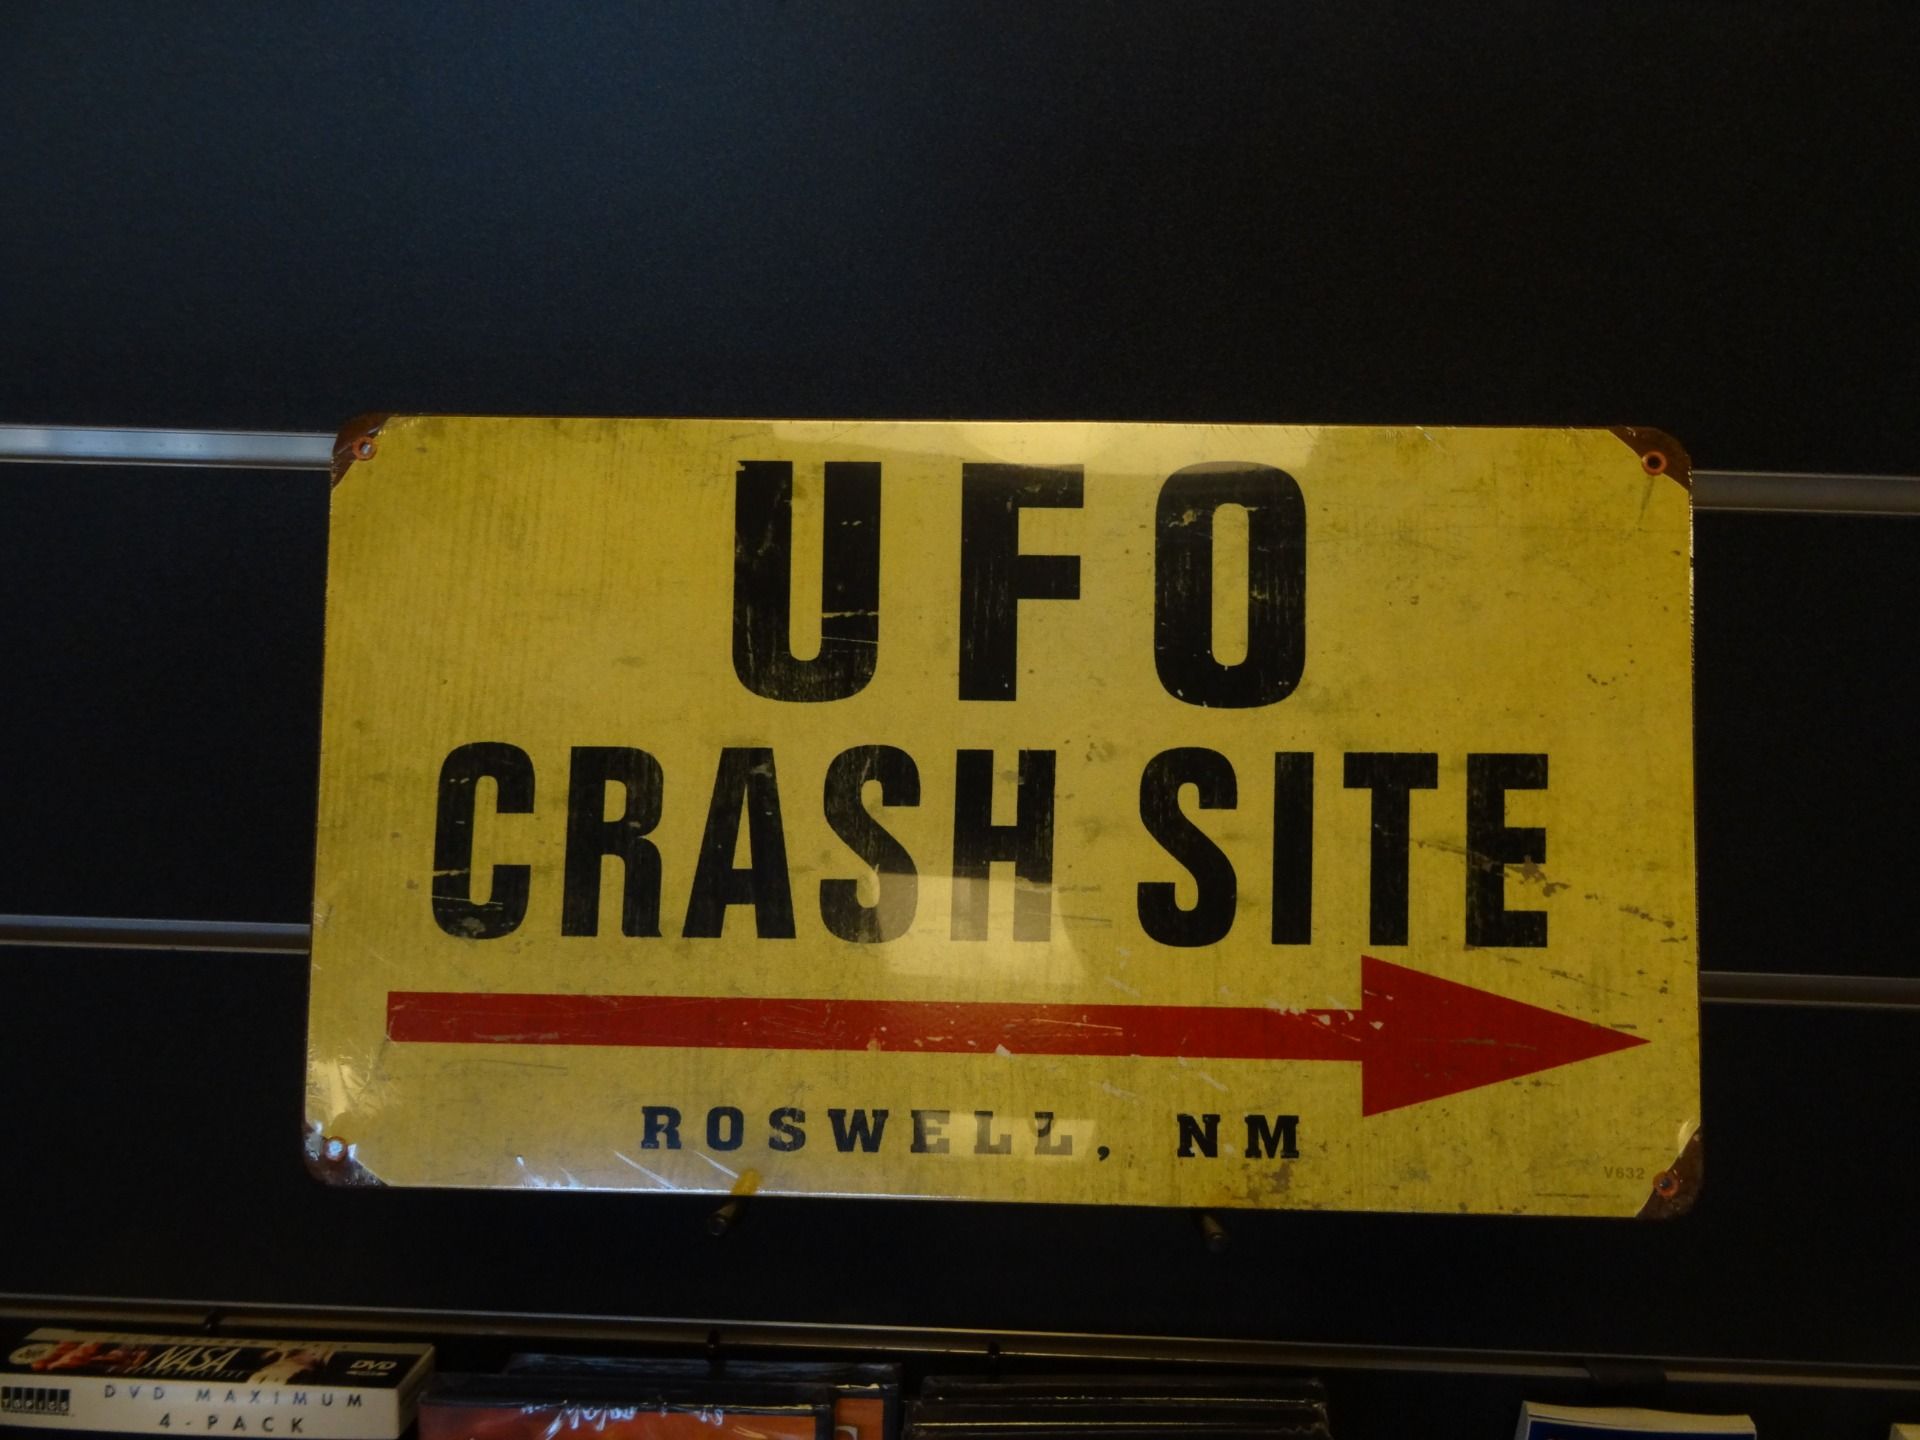 UFO
CRASH SITE
ROSWELL, NM
V632
NASA
DVD
DVD MAXIMUM
4-PACK